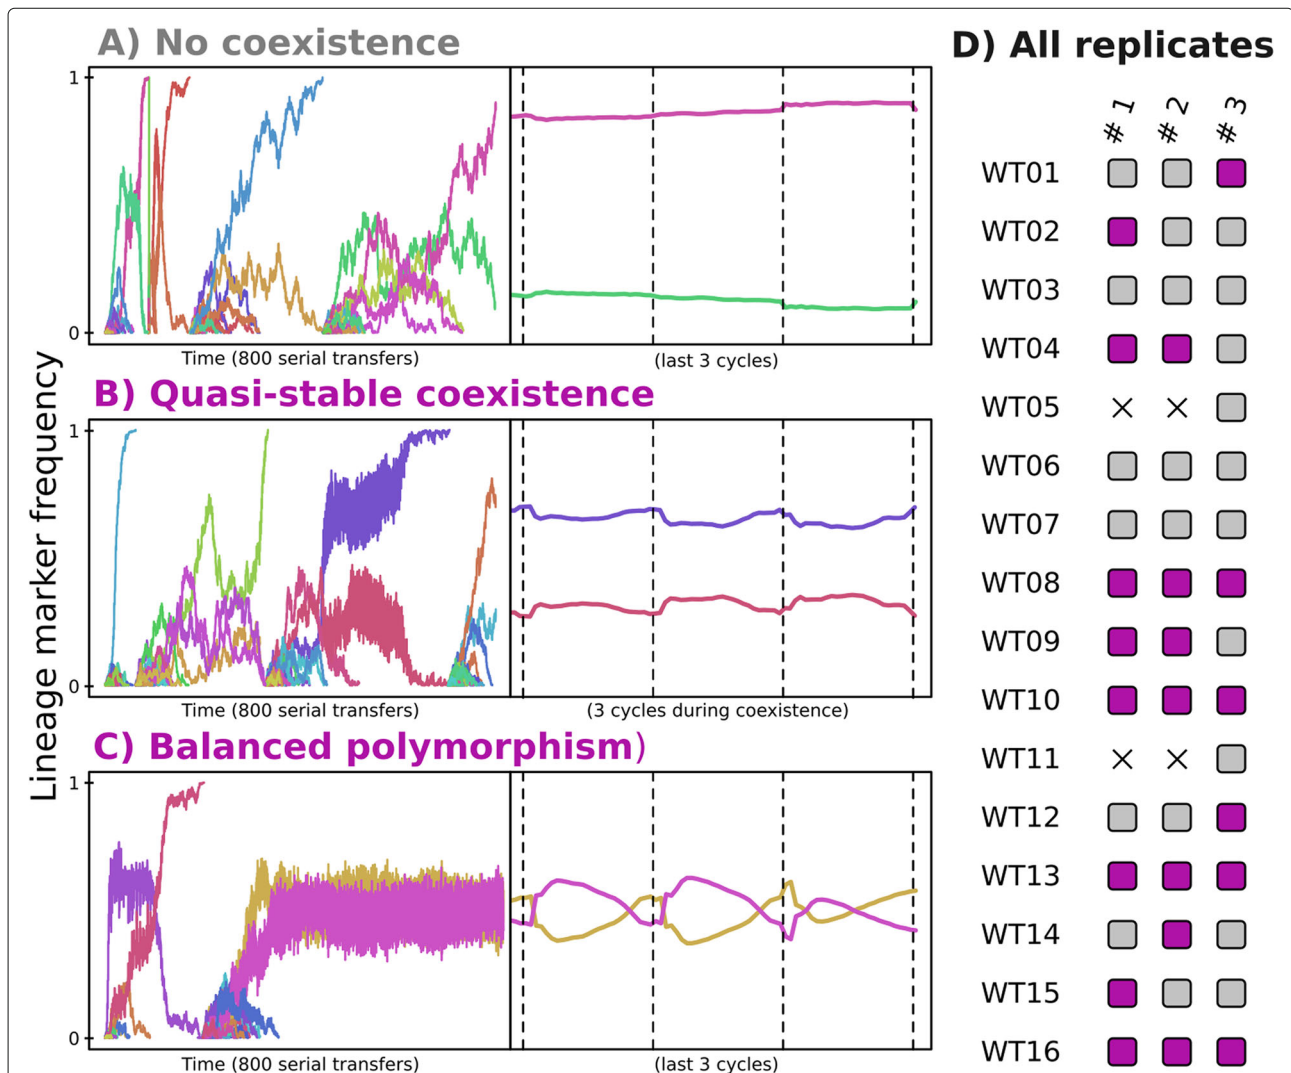 A) No coexistence
1
0
Time (800 serial transfers)
(last 3 cycles)
B) Quasi-stable coexistence
1
0
Time (800 serial transfers)
(3 cycles during coexistence)
C) Balanced polymorphism)
1
0
Time (800 serial transfers)
(last 3 cycles)
Lineage marker frequency
D) All replicates
# 1 # 2 # 3
WT01
WT02
WT03
WT04
WT05 × ×
WT06
WT07
WT08
WT09
WT10
WT11 × ×
WT12
WT13
WT14
WT15
WT16